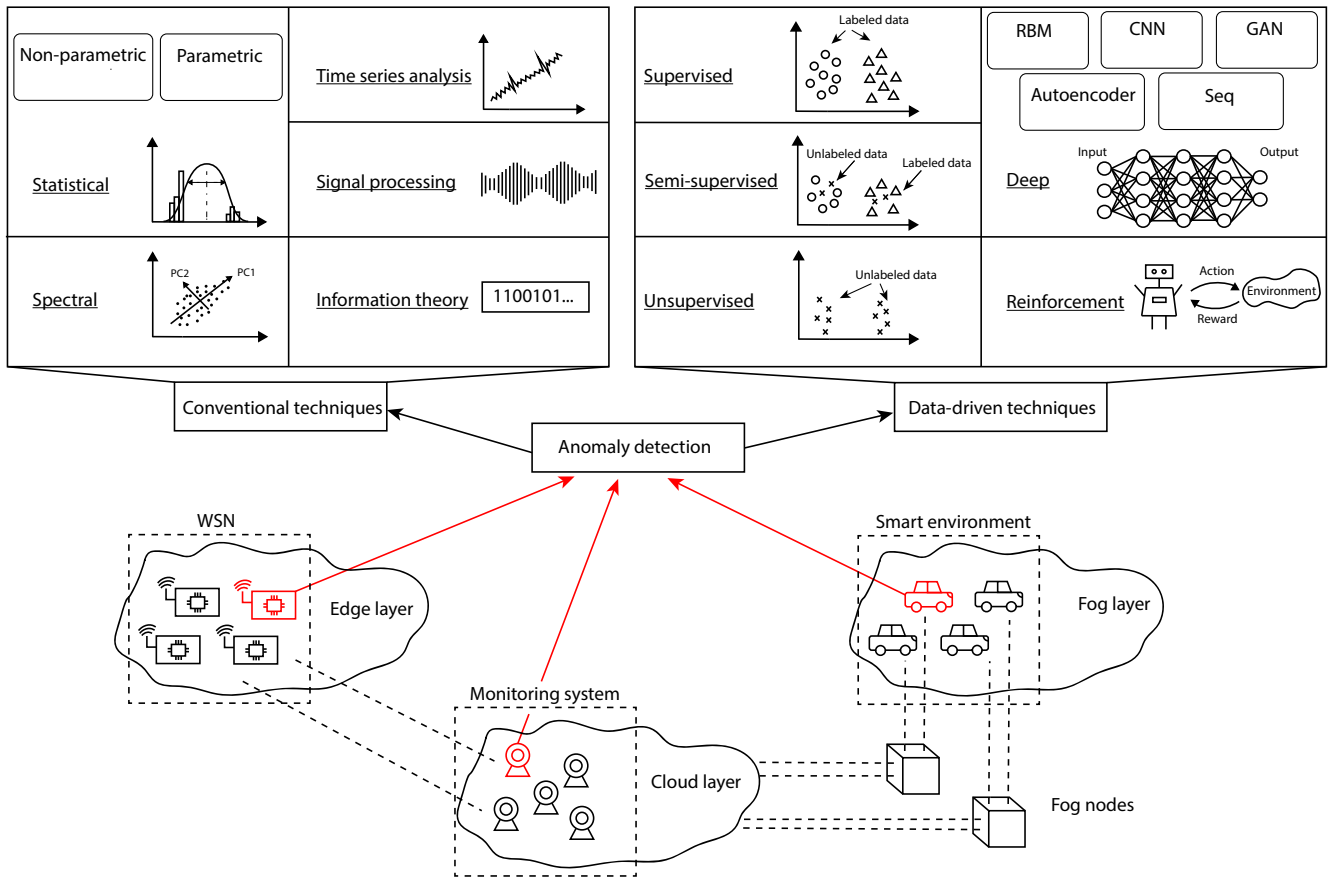 Non-parametric
Parametric
Statistical
Spectral
PC2
PC1
Time series analysis
Signal processing
Information theory
1100101...
Supervised
Labeled data
Semi-supervised
Unlabeled data
Labeled data
Unsupervised
Unlabeled data
RBM
CNN
GAN
Autoencoder
Seq
Deep
Input
Output
Reinforcement
Action
Reward
Environment
Conventional techniques
Data-driven techniques
Anomaly detection
WSN
Edge layer
Smart environment
Fog layer
Monitoring system
Cloud layer
Fog nodes